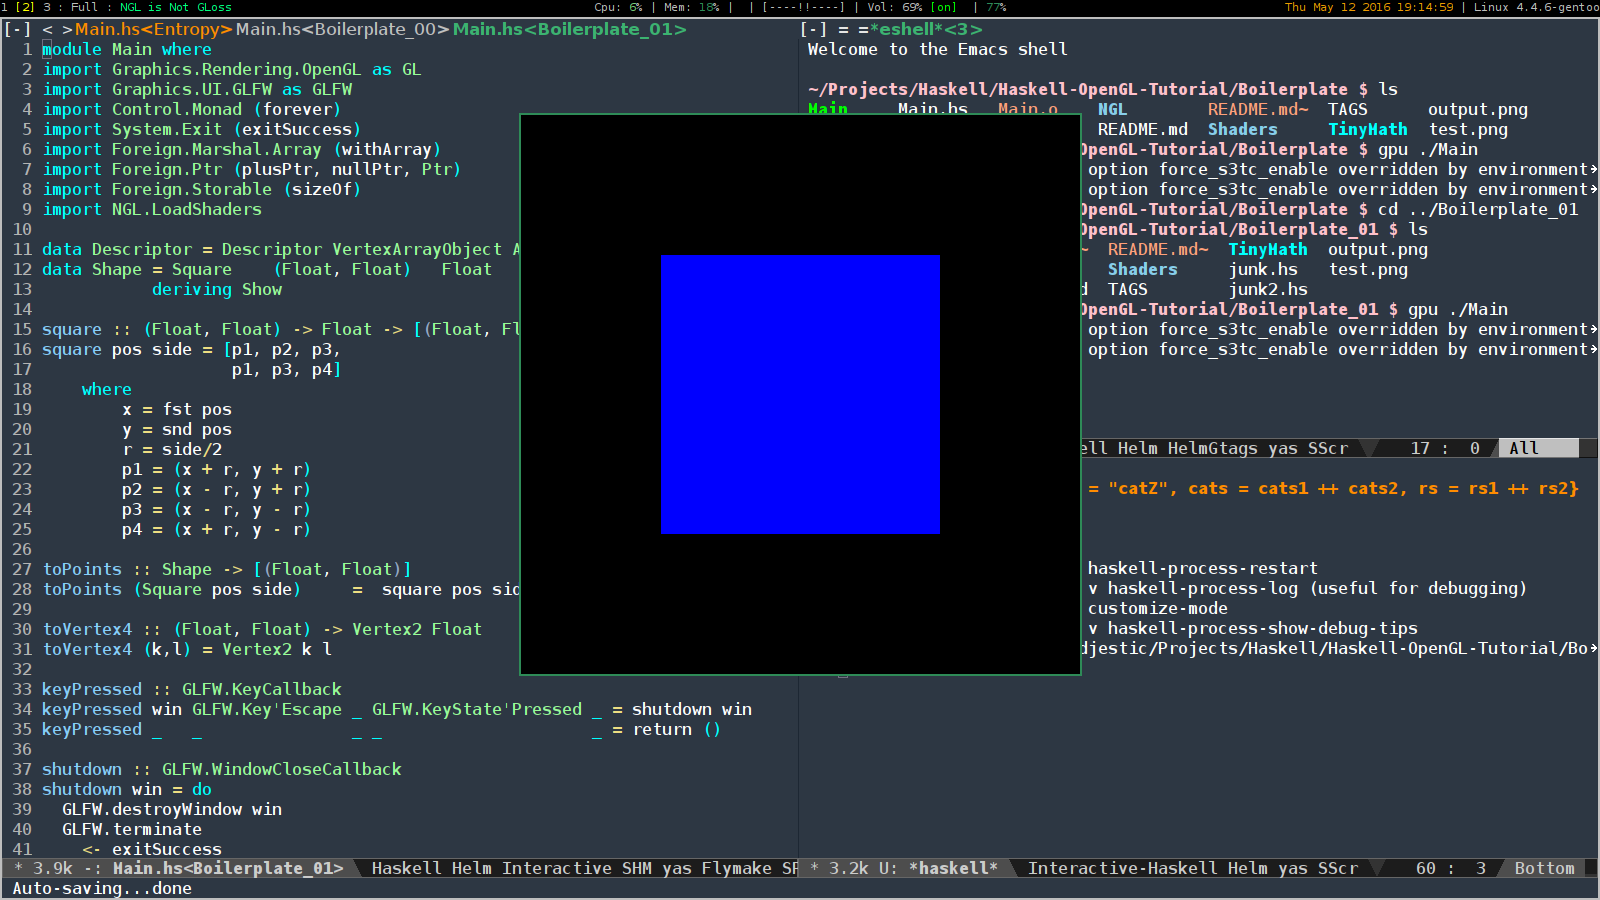 1 [2] 3 : Full : NGL is Not GLoss
Cpu: 6% | Mem: 18% | | [----!!----] | Vol: 69% [on] | 77%
Thu May 12 2016 19:14:59 | Linux 4.4.6-gentoo
[-] < >Main.hs<Entropy>Main.hs<Boilerplate_00>Main.hs<Boilerplate_01>
1 module Main where
2 import Graphics.Rendering.OpenGL as GL
3 import Graphics.UI.GLFW as GLFW
4 import Control.Monad (forever)
5 import System.Exit (exitSuccess)
6 import Foreign.Marshal.Array (withArray)
7 import Foreign.Ptr (plusPtr, nullPtr, Ptr)
8 import Foreign.Storable (sizeOf)
9 import NGL.LoadShaders
10
11 data Descriptor = Descriptor VertexArrayObject A
12 data Shape = Square    (Float, Float)   Float
13            deriving Show
14
15 square :: (Float, Float) -> Float -> [(Float, Fl
16 square pos side = [p1, p2, p3,
17                    p1, p3, p4]
18     where
19         x = fst pos
20         y = snd pos
21         r = side/2
22         p1 = (x + r, y + r)
23         p2 = (x - r, y + r)
24         p3 = (x - r, y - r)
25         p4 = (x + r, y - r)
26
27 toPoints :: Shape -> [(Float, Float)]
28 toPoints (Square pos side)     =  square pos sid
29
30 toVertex4 :: (Float, Float) -> Vertex2 Float
31 toVertex4 (k,l) = Vertex2 k l
32
33 keyPressed :: GLFW.KeyCallback
34 keyPressed win GLFW.Key'Escape _ GLFW.KeyState'Pressed _ = shutdown win
35 keyPressed _   _               _ _                     _ = return ()
36
37 shutdown :: GLFW.WindowCloseCallback
38 shutdown win = do
39   GLFW.destroyWindow win
40   GLFW.terminate
41     <- exitSuccess
* 3.9k -: Main.hs<Boilerplate_01> Haskell Helm Interactive SHM yas Flymake SP
Auto-saving...done
[-] = =*eshell*<3>
Welcome to the Emacs shell
~/Projects/Haskell/Haskell-OpenGL-Tutorial/Boilerplate $ ls
Main     Main.hs   Main.o    NGL        README.md~  TAGS      output.png
README.md  Shaders     TinyMath  test.png
OpenGL-Tutorial/Boilerplate $ gpu ./Main
option force_s3tc_enable overridden by environment
option force_s3tc_enable overridden by environment
OpenGL-Tutorial/Boilerplate $ cd ../Boilerplate_01
OpenGL-Tutorial/Boilerplate_01 $ ls
~  README.md~  TinyMath  output.png
Shaders     junk.hs   test.png
d  TAGS        junk2.hs
OpenGL-Tutorial/Boilerplate_01 $ gpu ./Main
option force_s3tc_enable overridden by environment
option force_s3tc_enable overridden by environment
ell Helm HelmGtags yas SScr 17 : 0 All
= "catZ", cats = cats1 ++ cats2, rs = rs1 ++ rs2}
haskell-process-restart
v haskell-process-log (useful for debugging)
customize-mode
v haskell-process-show-debug-tips
djestic/Projects/Haskell/Haskell-OpenGL-Tutorial/Bo
* 3.2k U: *haskell* Interactive-Haskell Helm yas SScr 60 : 3 Bottom